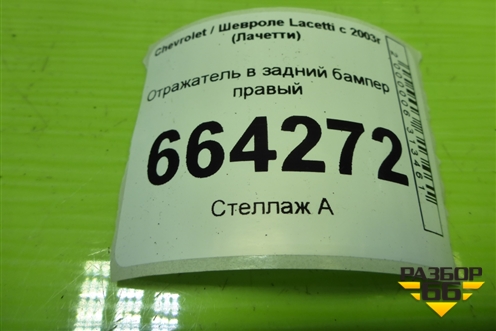 Chevrolet / Шевроле Lacetti с 2003г
(Лачетти)
Отражатель в задний бампер
правый
664272
Стеллаж А
РАЗБОР
66